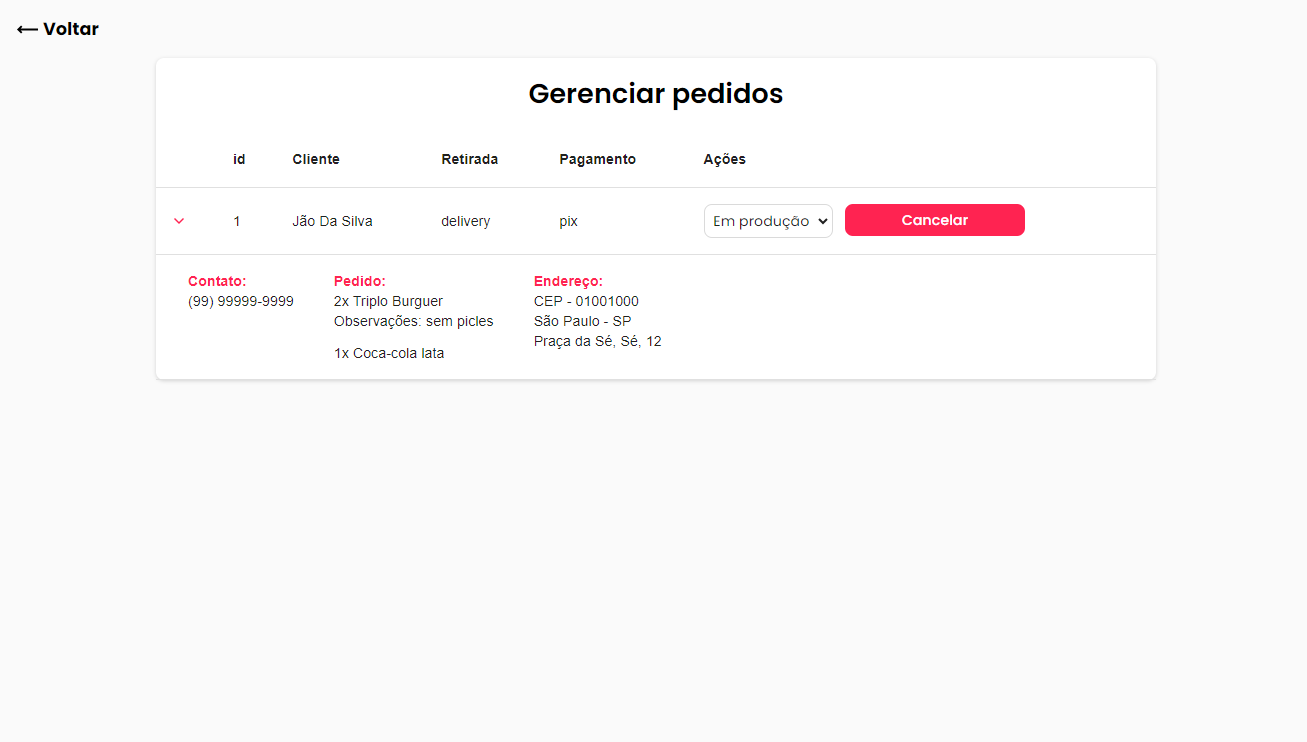 Voltar
Gerenciar pedidos
id Cliente Retirada Pagamento Ações
1 Jão Da Silva delivery pix Em produção Cancelar
Contato:
(99) 99999-9999
Pedido:
2x Triplo Burguer
Observações: sem picles
1x Coca-cola lata
Endereço:
CEP - 01001000
São Paulo - SP
Praça da Sé, Sé, 12